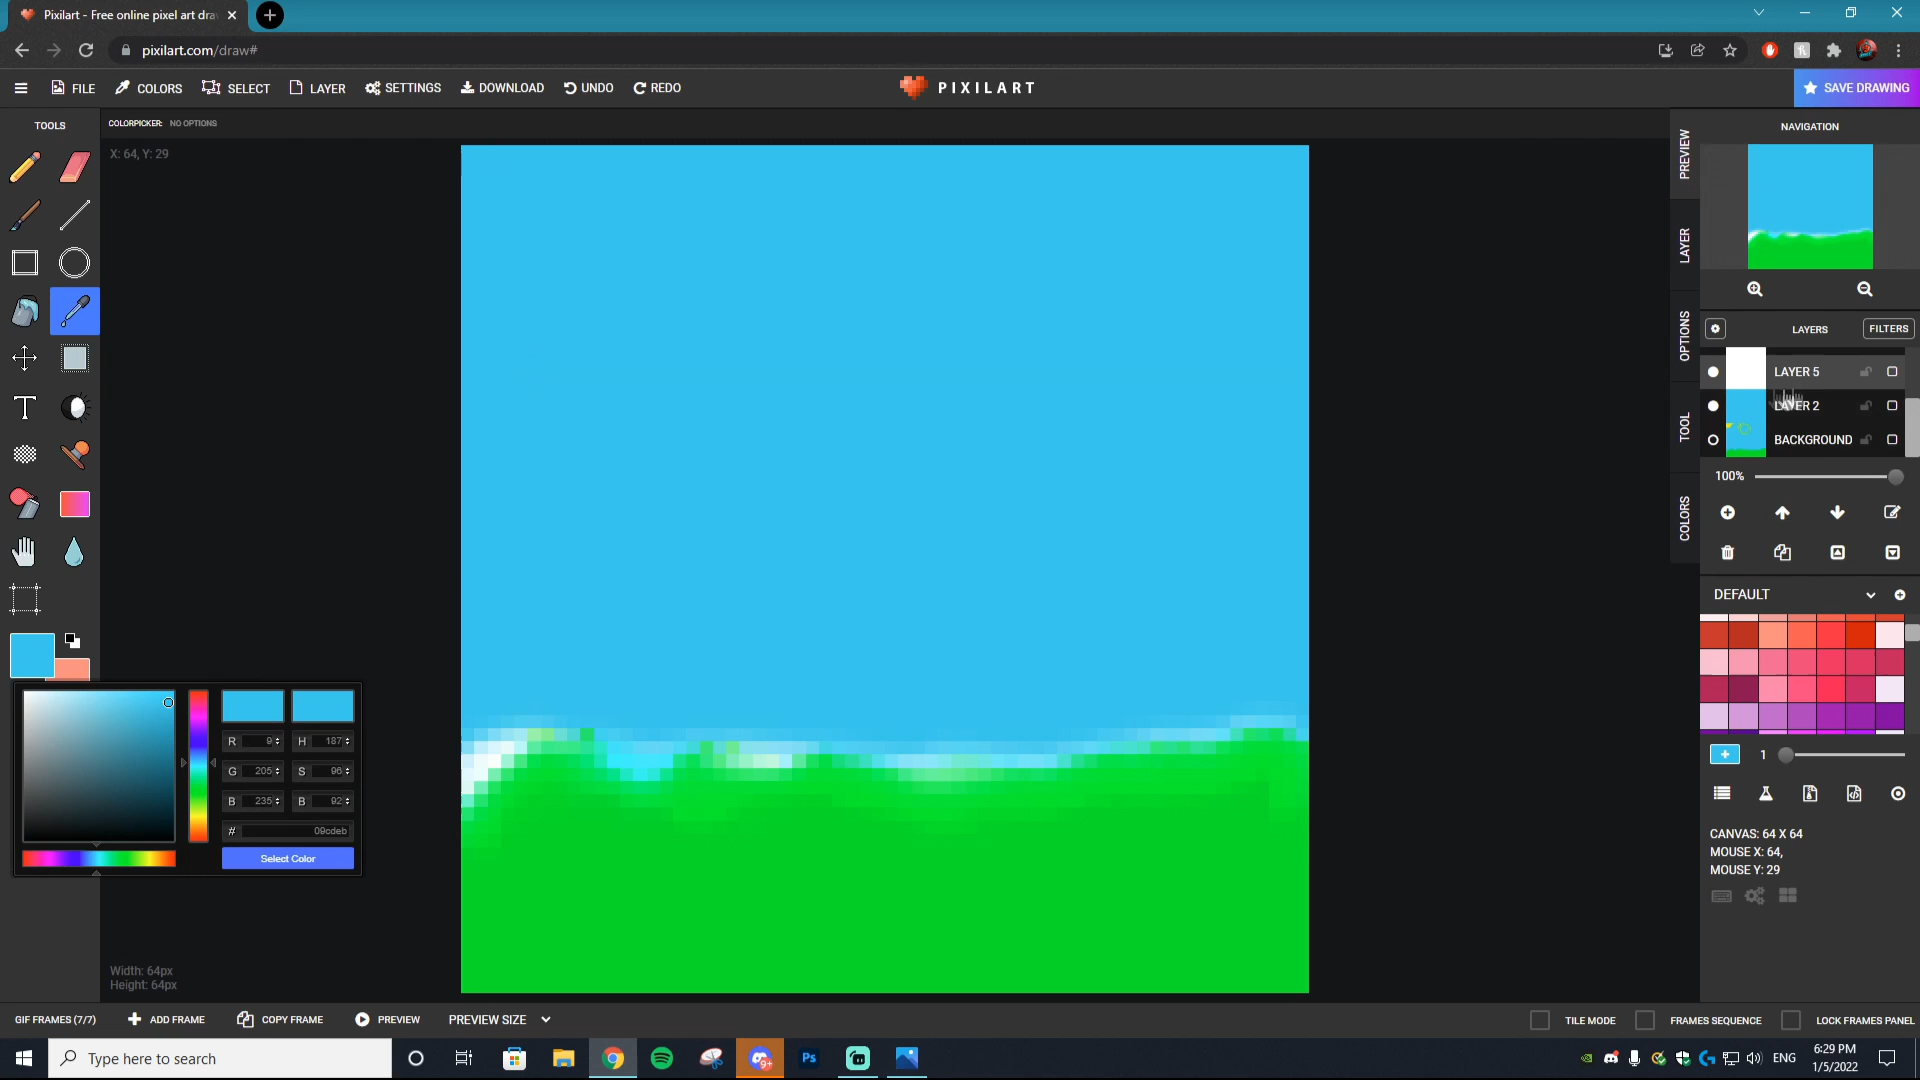 Pixilart - Free online pixel art dra
pixilart.com/draw#
FILE
COLORS
SELECT
LAYER
SETTINGS
DOWNLOAD
UNDO
REDO
PIXILART
SAVE DRAWING
TOOLS
COLORPICKER: NO OPTIONS
X: 64, Y: 29
PREVIEW
LAYER
OPTIONS
TOOL
COLORS
NAVIGATION
LAYERS
FILTERS
LAYER 5
LAYER 2
BACKGROUND
100%
DEFAULT
1
CANVAS: 64 X 64
MOUSE X: 64,
MOUSE Y: 29
R 9 H 187
G 205 S 96
B 235 B 92
# 09cdeb
Select Color
Width: 64px
Height: 64px
GIF FRAMES (7/7)
ADD FRAME
COPY FRAME
PREVIEW
PREVIEW SIZE
TILE MODE
FRAMES SEQUENCE
LOCK FRAMES PANEL
Type here to search
9+
Ps
ENG
6:29 PM
1/5/2022